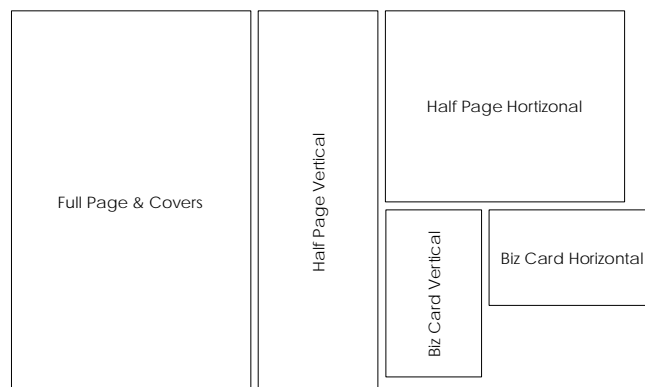 Full Page & Covers
Half Page Vertical
Half Page Hortizonal
Biz Card Vertical
Biz Card Horizontal